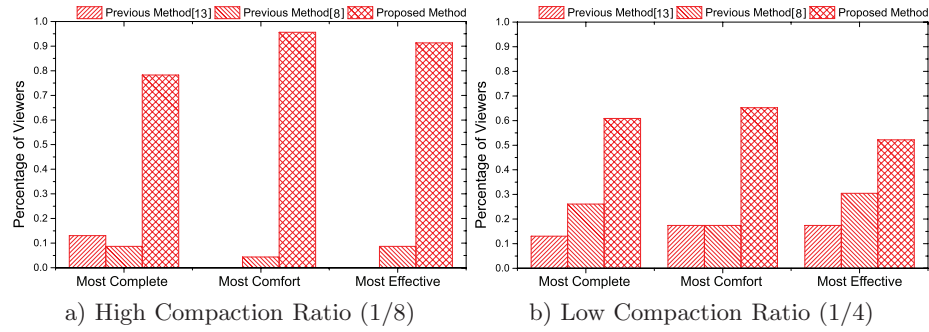 Previous Method[13] Previous Method[8] Proposed Method
Percentage of Viewers
1.0
0.9
0.8
0.7
0.6
0.5
0.4
0.3
0.2
0.1
0.0
Most Complete Most Comfort Most Effective
a) High Compaction Ratio (1/8)
Previous Method[13] Previous Method[8] Proposed Method
Percentage of Viewers
1.0
0.9
0.8
0.7
0.6
0.5
0.4
0.3
0.2
0.1
0.0
Most Complete Most Comfort Most Effective
b) Low Compaction Ratio (1/4)